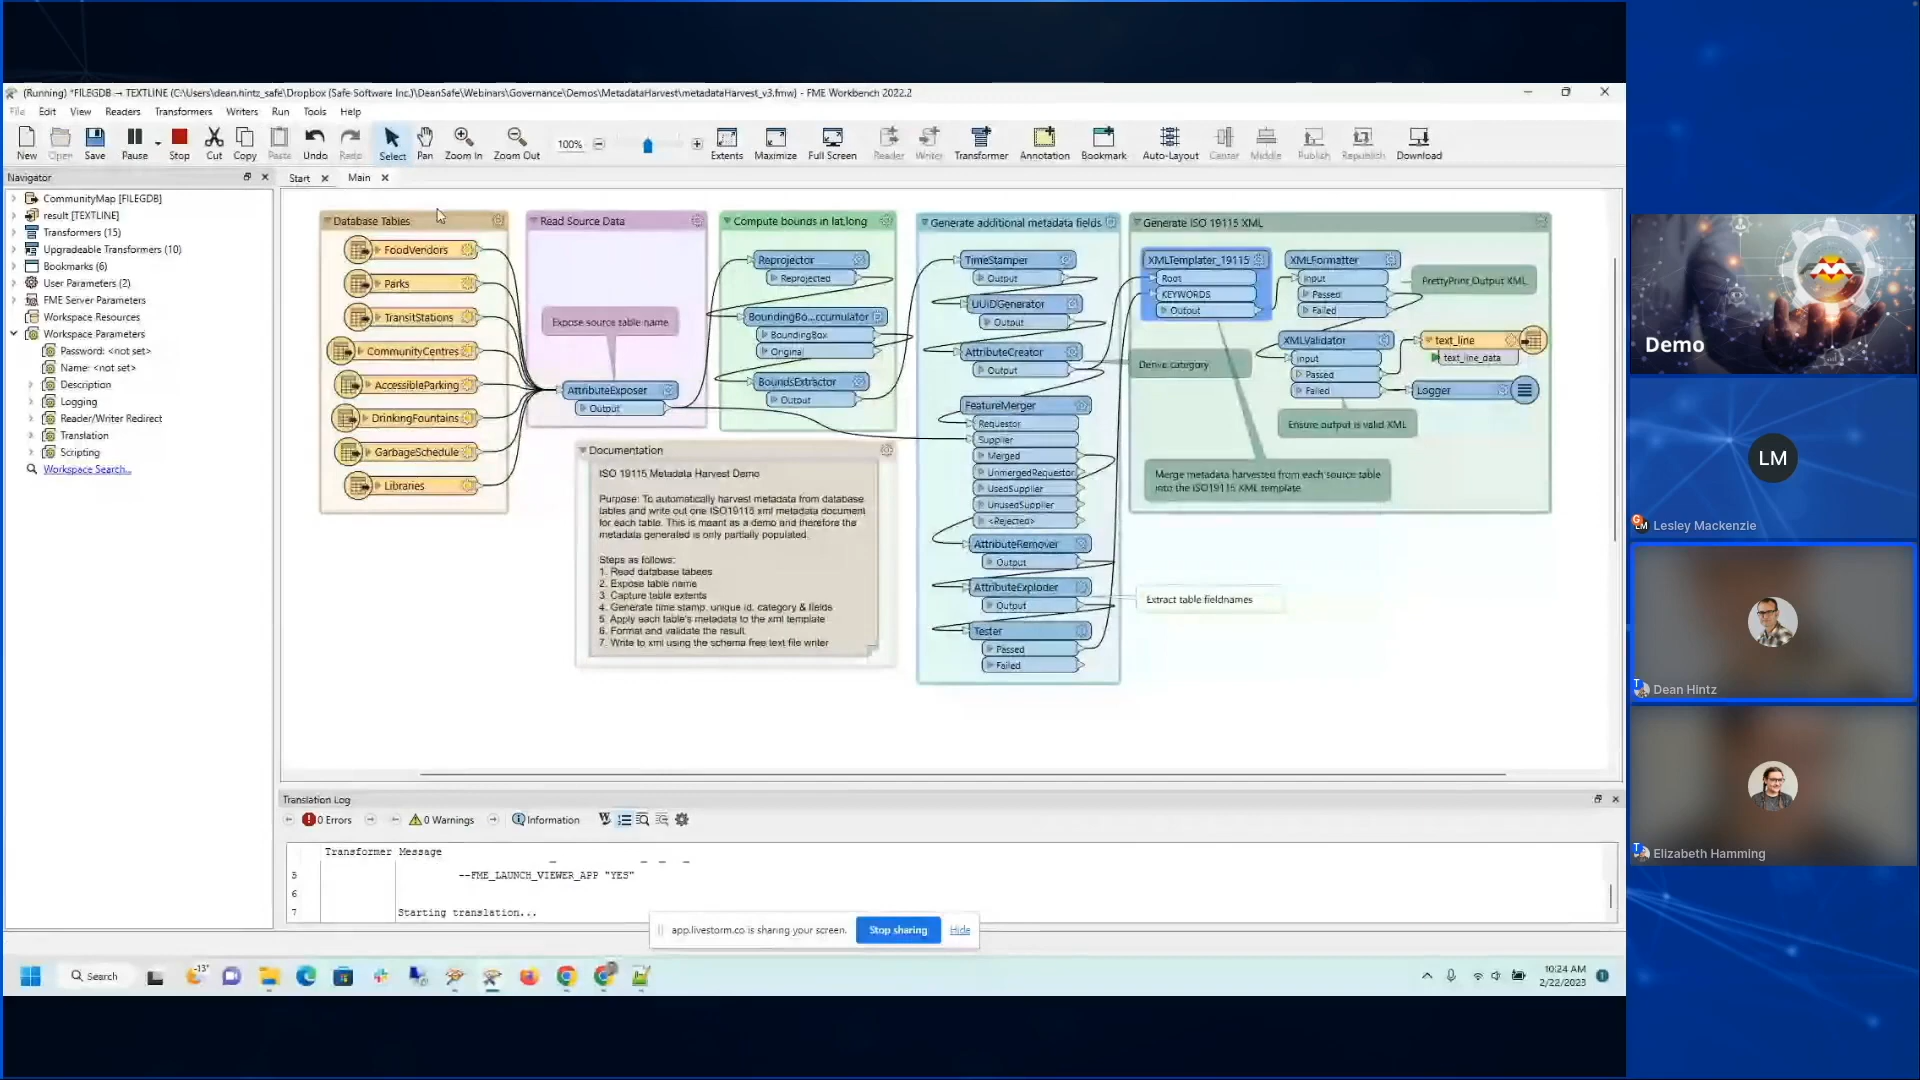 (Running) *FILEGDB → TEXTLINE (C:\Users\dean.hintz_safe\Dropbox (Safe Software Inc.)\DeanSafe\Webinars\Governance\Demos\MetadataHarvest\metadataHarvest_v3.fmw) - FME Workbench 2022.2
File Edit View Readers Transformers Writers Run Tools Help
New Open Save Pause Stop Cut Copy Paste Undo Redo Select Pan Zoom In Zoom Out 100% Extents Maximize Full Screen Reader Writer Transformer Annotation Bookmark Auto-Layout Center Middle Publish Republish Download
Navigator
Start
Main
CommunityMap [FILEGDB]
result [TEXTLINE]
Transformers (15)
Upgradeable Transformers (10)
Bookmarks (6)
User Parameters (2)
FME Server Parameters
Workspace Resources
Workspace Parameters
Password: <not set>
Name: <not set>
Description
Logging
Reader/Writer Redirect
Translation
Scripting
Workspace Search...
Database Tables
FoodVendors
Parks
TransitStations
CommunityCentres
AccessibleParking
DrinkingFountains
GarbageSchedule
Libraries
Read Source Data
Expose source table name
AttributeExposer
Output
Compute bounds in lat,long
Reprojector
Reprojected
BoundingBo...ccumulator
BoundingBox
Original
BoundsExtractor
Output
Documentation
ISO 19115 Metadata Harvest Demo
Purpose: To automatically harvest metadata from database
tables and write out one ISO19115 xml metadata document
for each table. This is meant as a demo and therefore the
metadata generated is only partially populated.
Steps as follows:
1. Read database tabees
2. Expose table name
3. Capture table extents
4. Generate time stamp, unique id, category & fields
5. Apply each table's metadata to the xml template
6. Format and validate the result
7. Write to xml using the schema free text file writer
Generate additional metadata fields
TimeStamper
Output
UUIDGenerator
Output
AttributeCreator
Output
FeatureMerger
Requestor
Supplier
Merged
UnmergedRequestor
UsedSupplier
UnusedSupplier
<Rejected>
AttributeRemover
Output
AttributeExploder
Output
Tester
Passed
Failed
Derive category
Extract table fieldnames
Generate ISO 19115 XML
XMLTemplater_19115
Root
KEYWORDS
Output
XMLFormatter
Input
Passed
Failed
PrettyPrint Output XML
XMLValidator
Input
Passed
Failed
text_line
text_line_data
Logger
Ensure output is valid XML
Merge metadata harvested from each source table
into the ISO19115 XML template
Translation Log
0 Errors
0 Warnings
Information
Transformer Message
5 --FME_LAUNCH_VIEWER_APP "YES"
6
7 Starting translation...
app.livestorm.co is sharing your screen.
Stop sharing
Hide
Search
-13°
10:24 AM
2/22/2023
1
Demo
LM
Lesley Mackenzie
Dean Hintz
Elizabeth Hamming